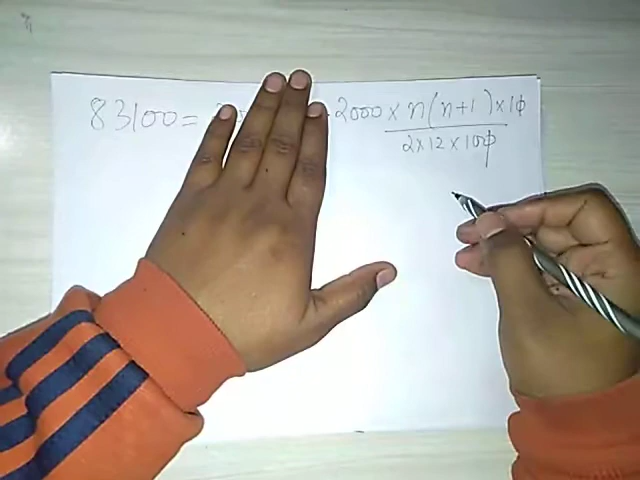 83100 = 2000 × n(n+1) × 10
2 × 12 × 100